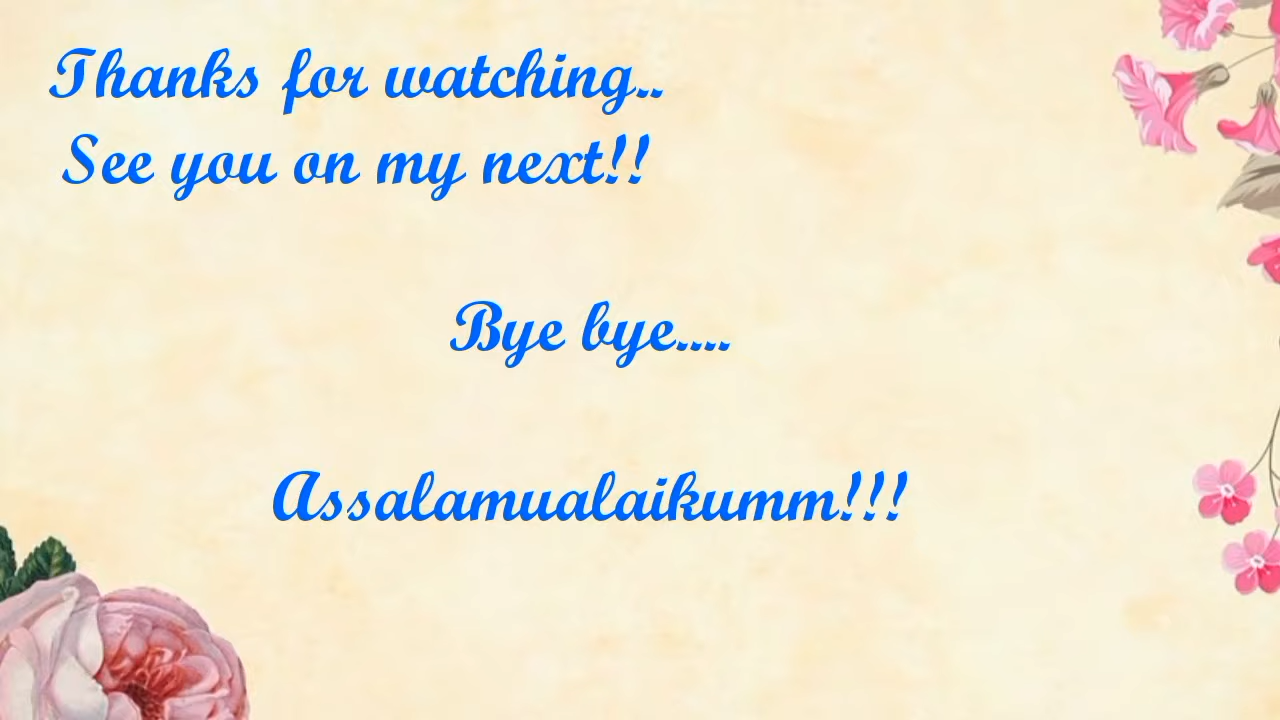 Thanks for watching..
See you on my next!!
Bye bye....
Assalamualaikumm!!!